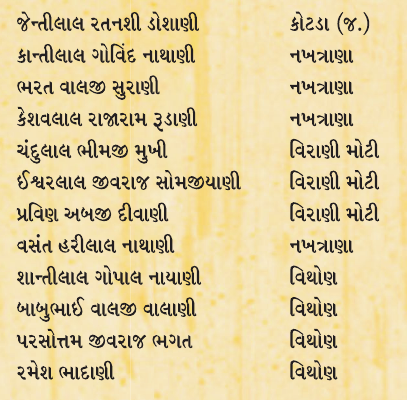 જેન્તીલાલ રતનશી ડોશાણી કોટડા (જ.)
કાન્તીલાલ ગોવિંદ નાથાણી નખત્રાણા
ભરત વાલજી સુરાણી નખત્રાણા
કેશવલાલ રાજારામ રૂડાણી નખત્રાણા
ચંદુલાલ ભીમજી મુખી વિરાણી મોટી
ઈશ્વરલાલ જીવરાજ સોમજીયાણી વિરાણી મોટી
પ્રવિણ અબજી દીવાણી વિરાણી મોટી
વસંત હરીલાલ નાથાણી નખત્રાણા
શાન્તીલાલ ગોપાલ નાયાણી વિથોણ
બાબુભાઈ વાલજી વાલાણી વિથોણ
પરસોત્તમ જીવરાજ ભગત વિથોણ
રમેશ ભાદાણી વિથોણ